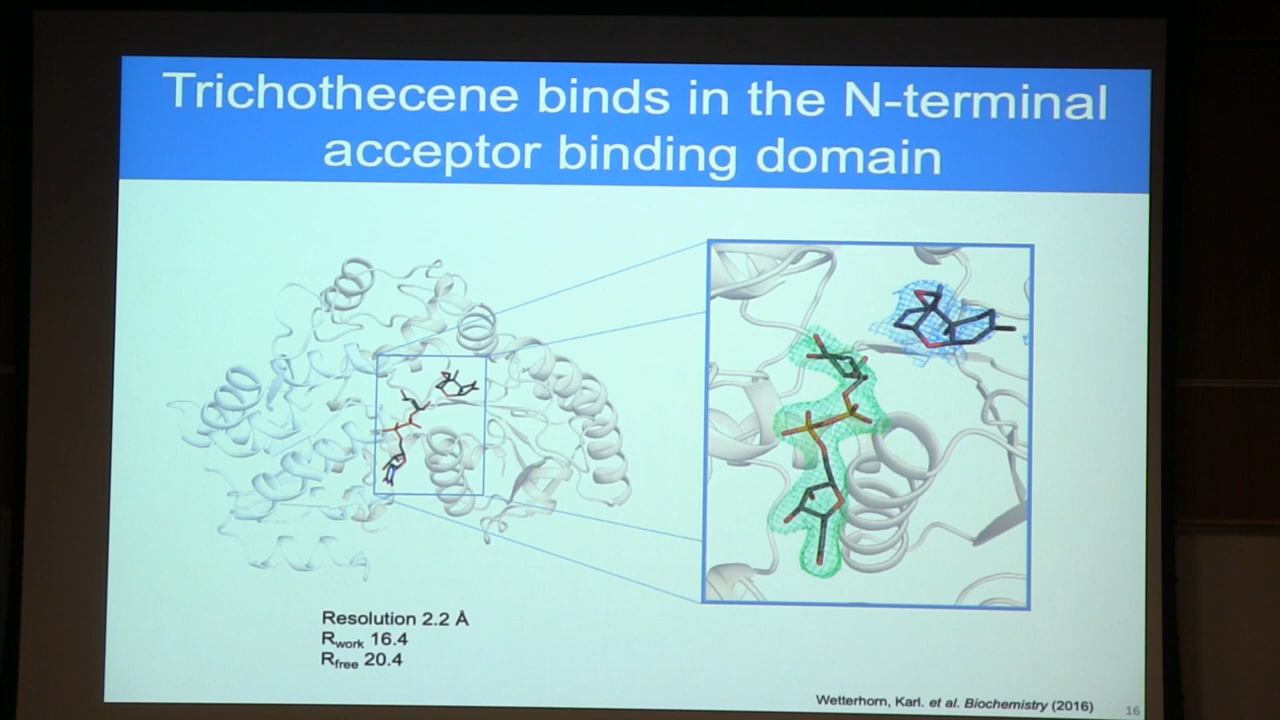 Trichothecene binds in the N-terminal
acceptor binding domain
Resolution 2.2 Å
Rwork 16.4
Rfree 20.4
Wetterhorn, Karl. et al. Biochemistry (2016)
16